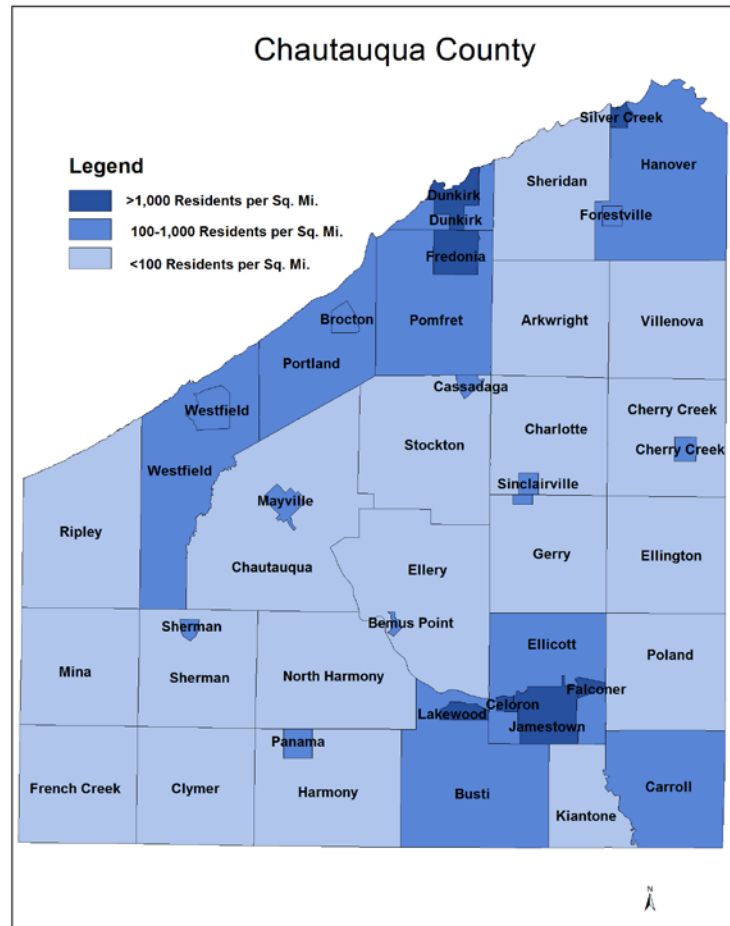 Chautauqua County
Legend
>1,000 Residents per Sq. Mi.
100-1,000 Residents per Sq. Mi.
<100 Residents per Sq. Mi.
Silver Creek
Hanover
Sheridan
Dunkirk
Forestville
Dunkirk
Fredonia
Brocton
Pomfret
Arkwright
Villenova
Portland
Cassadaga
Westfield
Cherry Creek
Charlotte
Stockton
Cherry Creek
Westfield
Sinclairville
Mayville
Ripley
Gerry
Ellington
Chautauqua
Ellery
Bemus Point
Sherman
Ellicott
Poland
Mina
Sherman
North Harmony
Falconer
Celoron
Lakewood
Jamestown
Panama
French Creek
Clymer
Harmony
Busti
Carroll
Kiantone
N